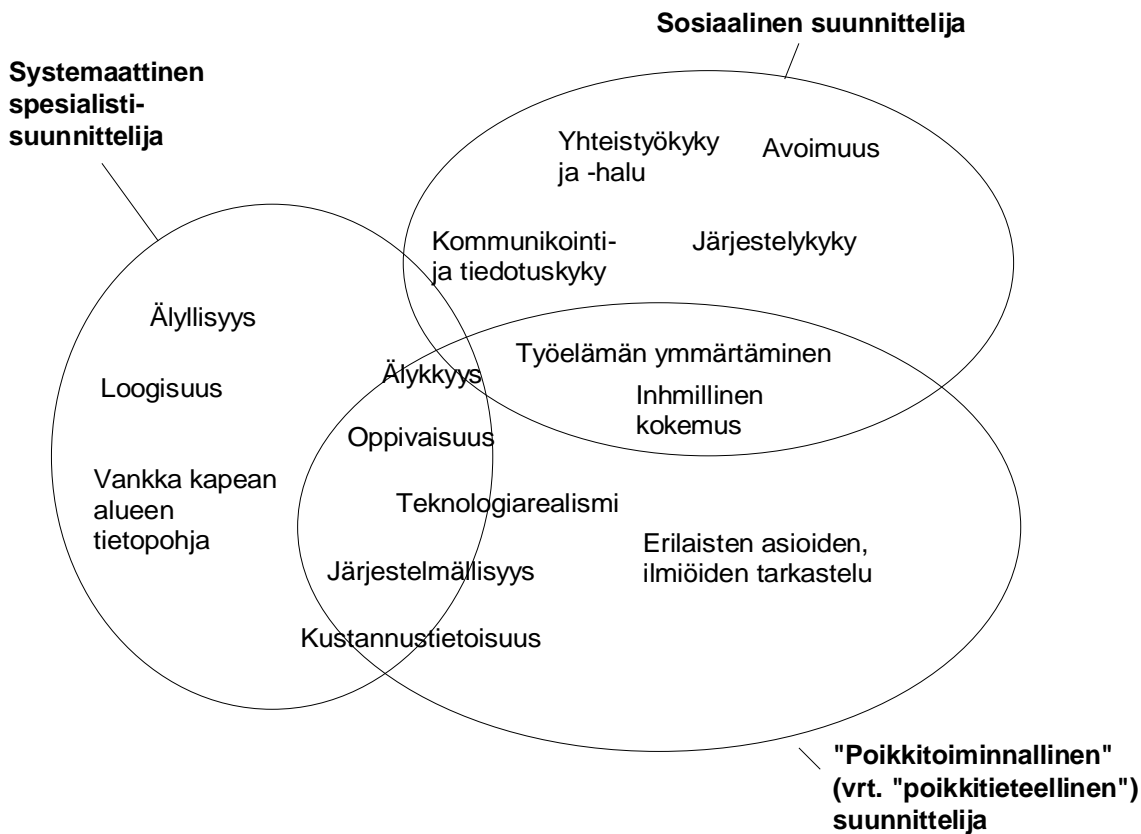 Sosiaalinen suunnittelija
Systemaattinen
spesialisti-
suunnittelija
Yhteistyökyky
ja -halu
Avoimuus
Kommunikointi-
ja tiedotuskyky
Järjestelykyky
Älyllisyys
Loogisuus
Vankka kapean
alueen
tietopohja
Älykkyys
Oppivaisuus
Teknologiarealismi
Järjestelmällisyys
Kustannustietoisuus
Työelämän ymmärtäminen
Inhmillinen
kokemus
Erilaisten asioiden,
ilmiöiden tarkastelu
"Poikkitoiminnallinen"
(vrt. "poikkitieteellinen")
suunnittelija